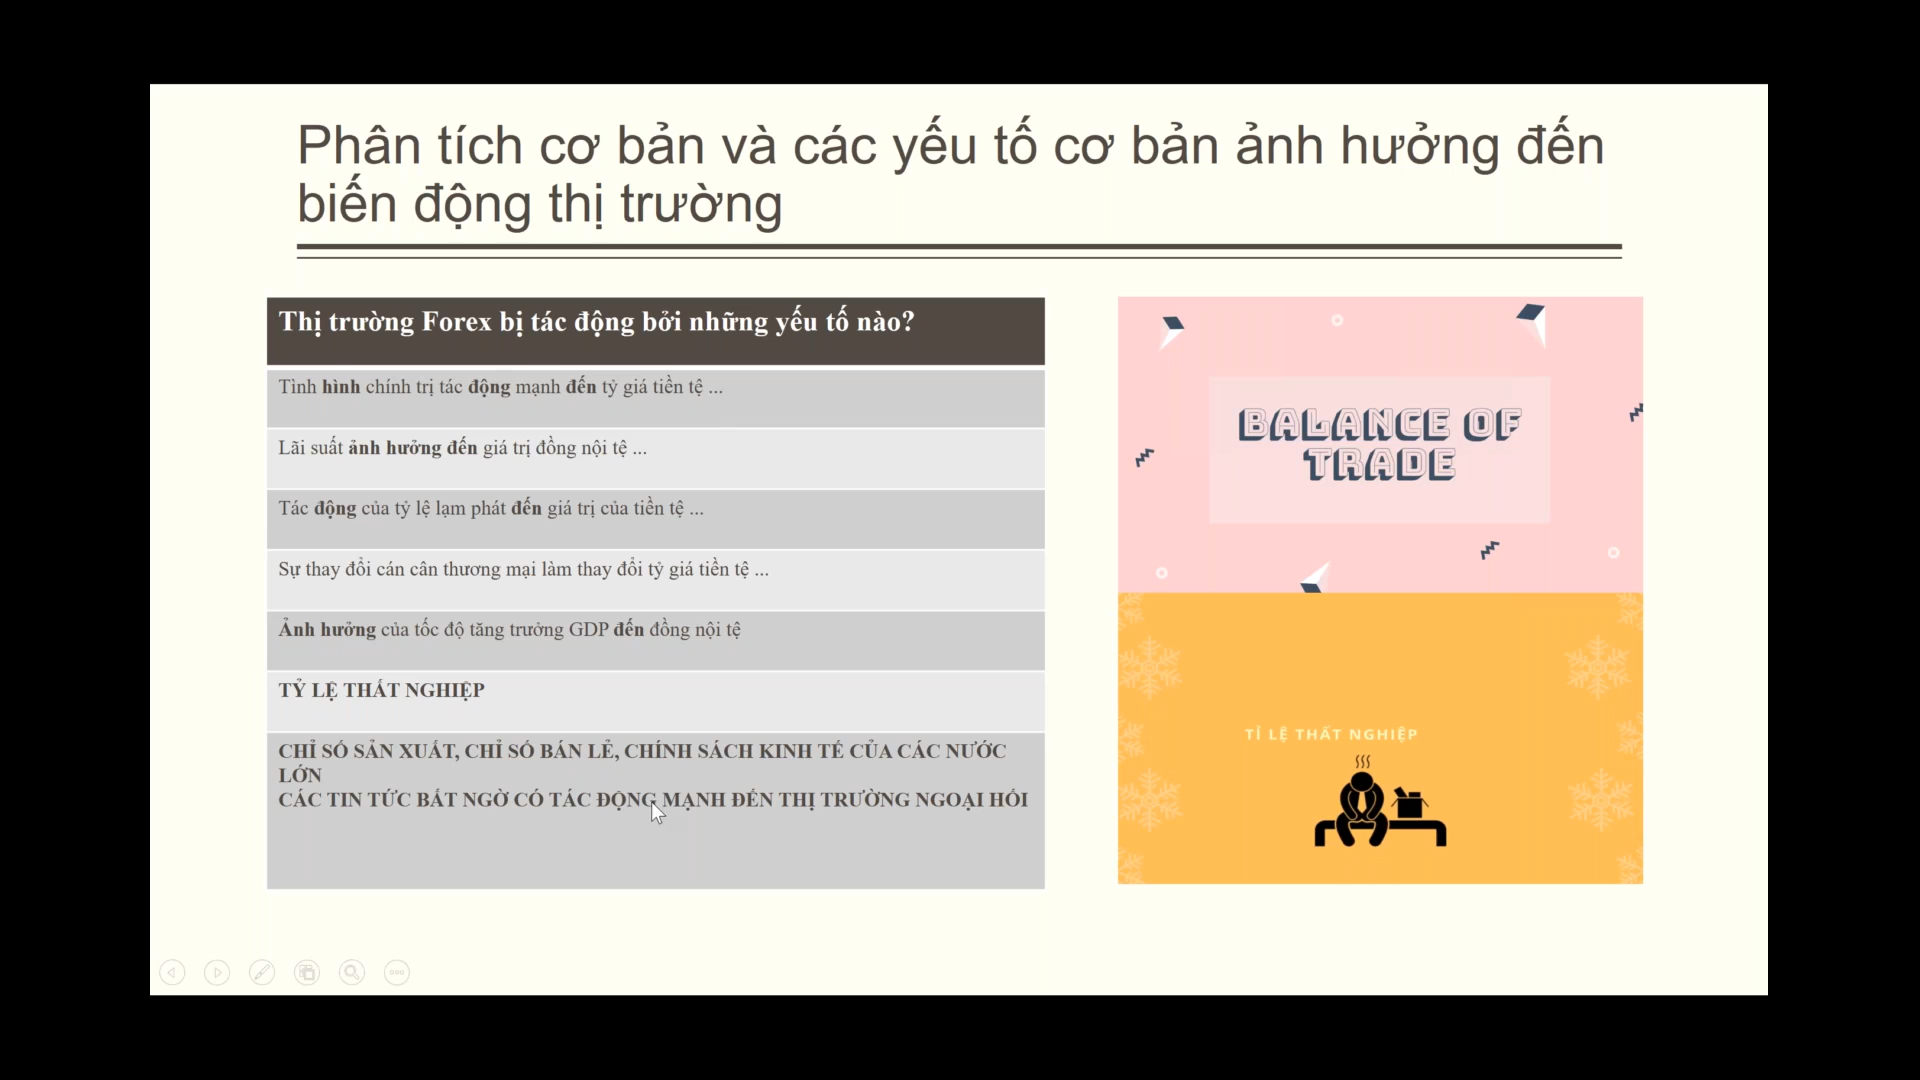 Phân tích cơ bản và các yếu tố cơ bản ảnh hưởng đến
biến động thị trường
Thị trường Forex bị tác động bởi những yếu tố nào?
Tình hình chính trị tác động mạnh đến tỷ giá tiền tệ ...
Lãi suất ảnh hưởng đến giá trị đồng nội tệ ...
Tác động của tỷ lệ lạm phát đến giá trị của tiền tệ ...
Sự thay đổi cán cân thương mại làm thay đổi tỷ giá tiền tệ ...
Ảnh hưởng của tốc độ tăng trưởng GDP đến đồng nội tệ
TỶ LỆ THẤT NGHIỆP
CHỈ SỐ SẢN XUẤT, CHỈ SỐ BÁN LẺ, CHÍNH SÁCH KINH TẾ CỦA CÁC NƯỚC
LỚN
CÁC TIN TỨC BẤT NGỜ CÓ TÁC ĐỘNG MẠNH ĐẾN THỊ TRƯỜNG NGOẠI HỐI
BALANCE OF
TRADE
TỈ LỆ THẤT NGHIỆP